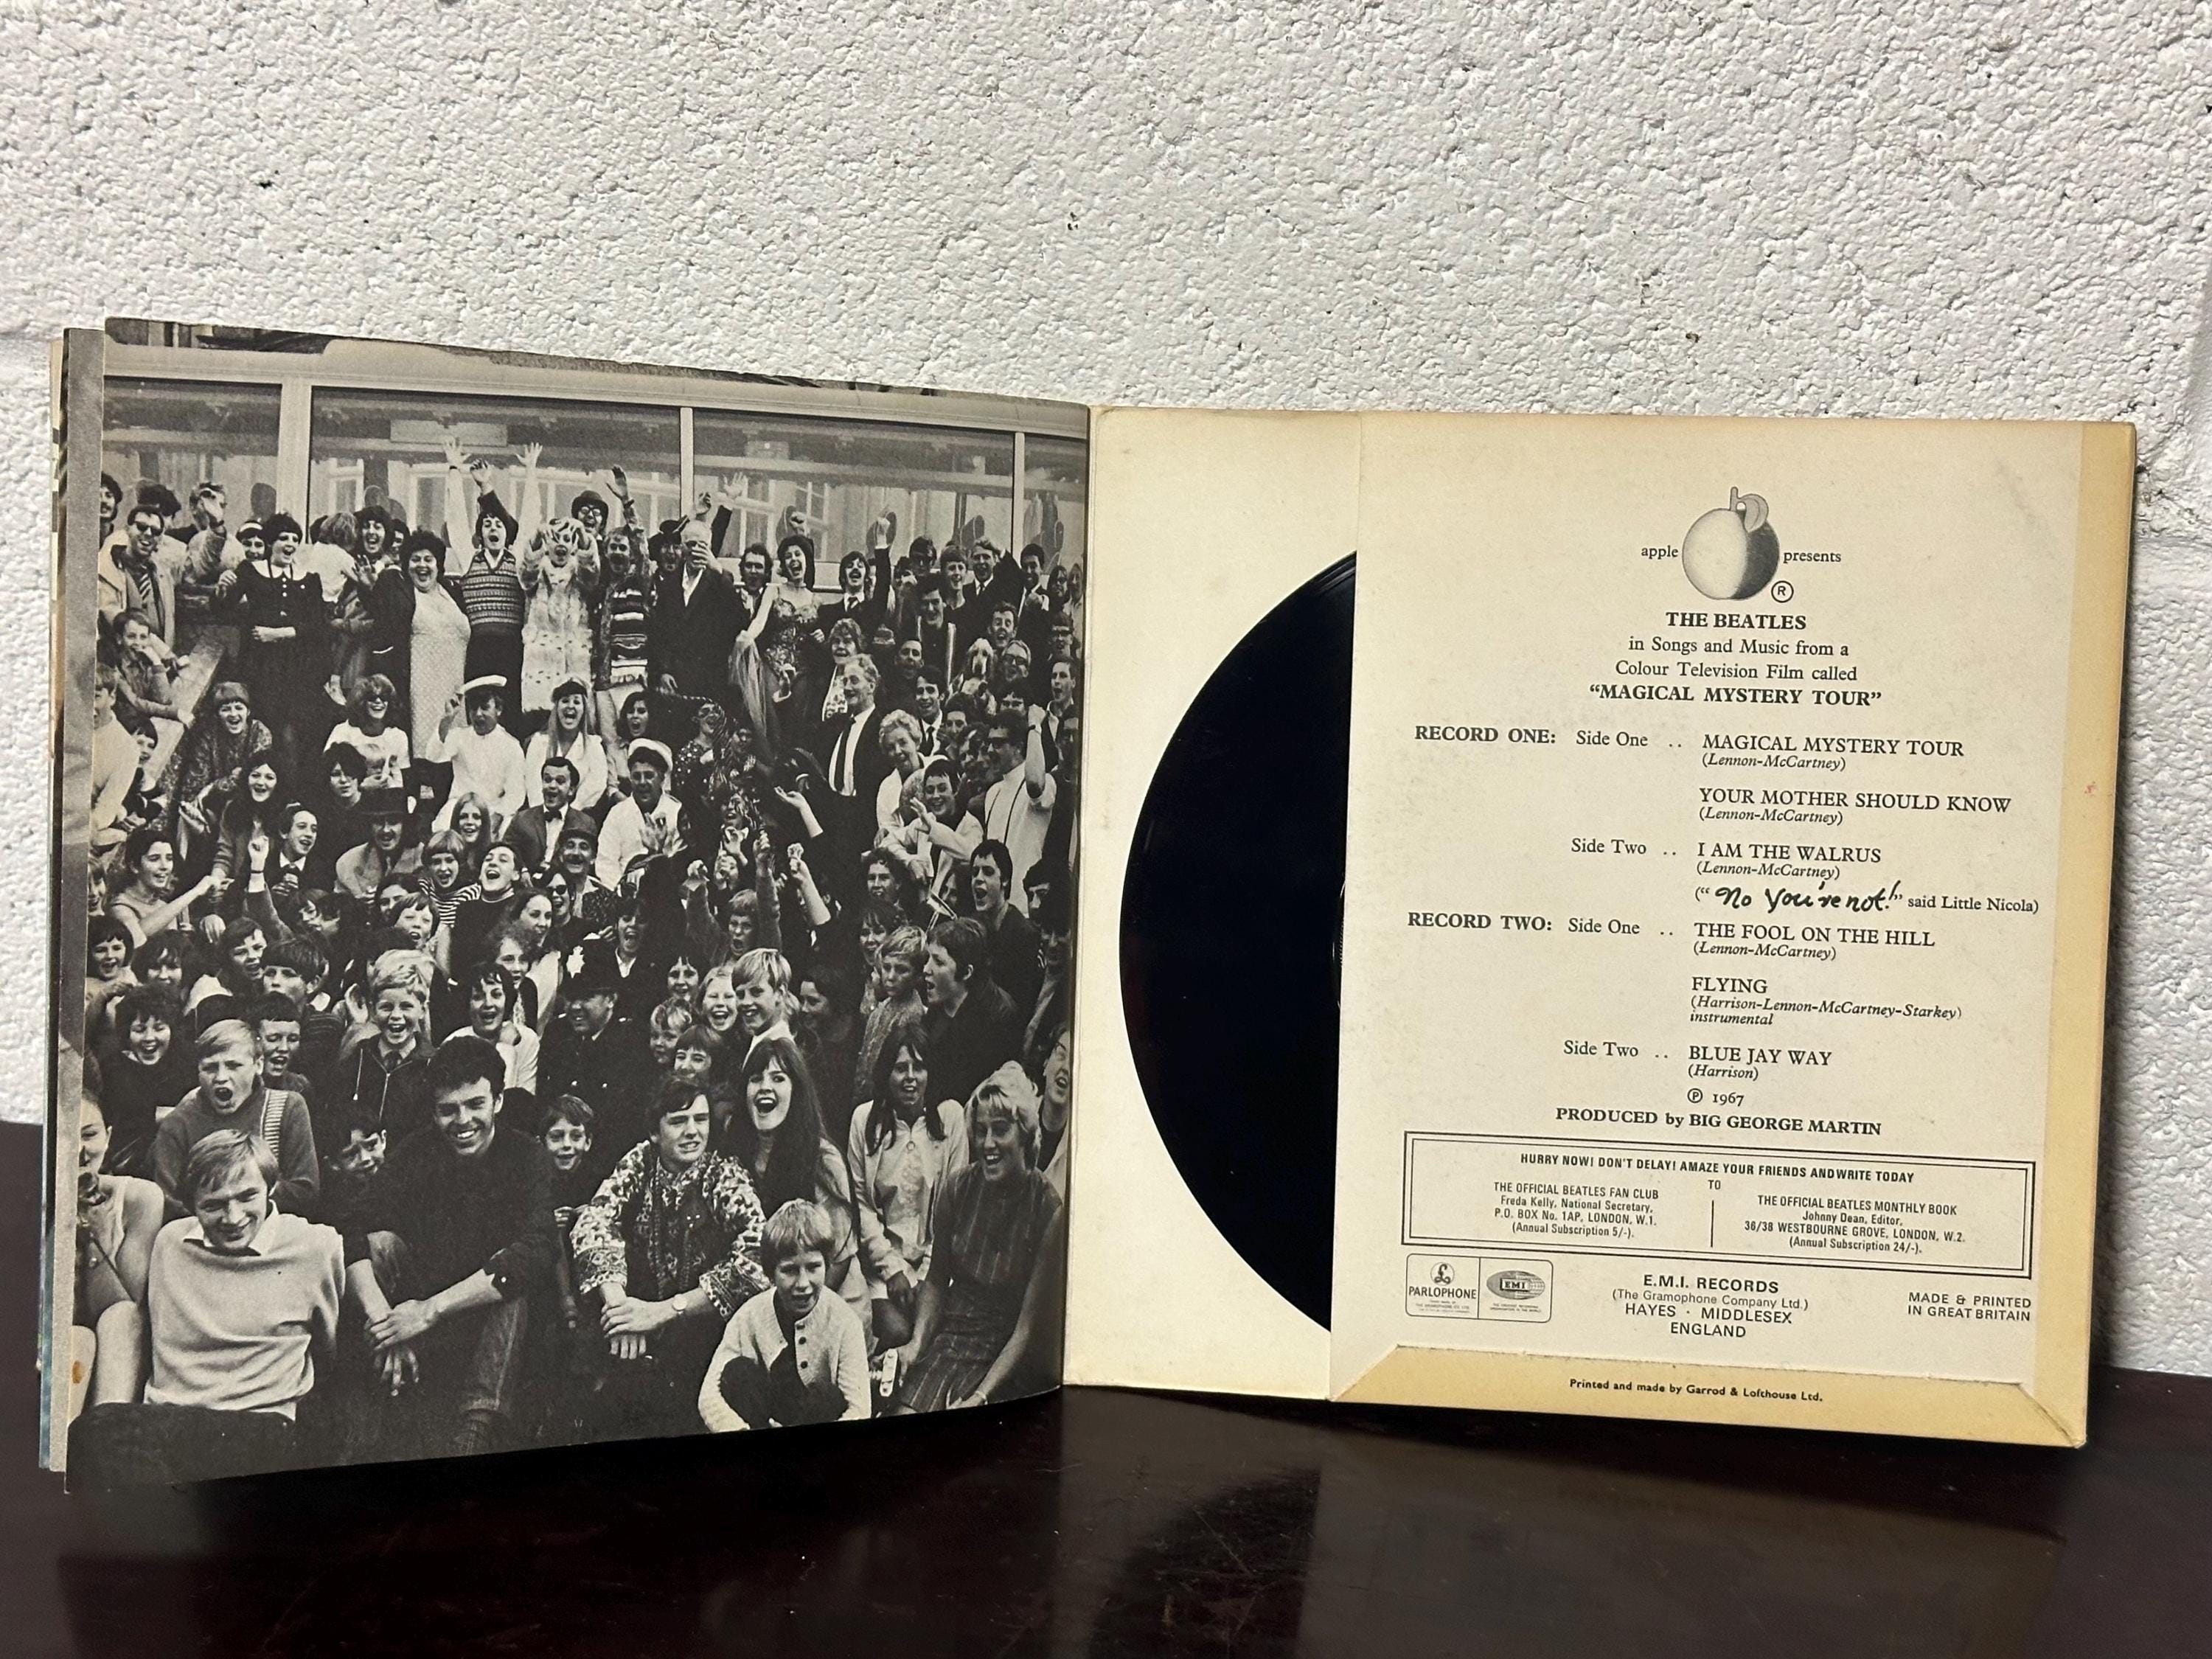 apple presents
®
THE BEATLES
in Songs and Music from a
Colour Television Film called
“MAGICAL MYSTERY TOUR”
RECORD ONE: Side One .. MAGICAL MYSTERY TOUR
(Lennon-McCartney)
YOUR MOTHER SHOULD KNOW
(Lennon-McCartney)
Side Two .. I AM THE WALRUS
(Lennon-McCartney)
(“No You're not!” said Little Nicola)
RECORD TWO: Side One .. THE FOOL ON THE HILL
(Lennon-McCartney)
FLYING
(Harrison-Lennon-McCartney-Starkey)
instrumental
Side Two .. BLUE JAY WAY
(Harrison)
Ⓟ 1967
PRODUCED by BIG GEORGE MARTIN
HURRY NOW! DON'T DELAY! AMAZE YOUR FRIENDS ANDWRITE TODAY
TO
THE OFFICIAL BEATLES FAN CLUB
Freda Kelly, National Secretary,
P.O. BOX No. 1AP, LONDON, W.1.
(Annual Subscription 5/-).
THE OFFICIAL BEATLES MONTHLY BOOK
Johnny Dean, Editor,
36/38 WESTBOURNE GROVE, LONDON, W.2.
(Annual Subscription 24/-).
£
PARLOPHONE
EMI
E.M.I. RECORDS
(The Gramophone Company Ltd.)
HAYES · MIDDLESEX
ENGLAND
MADE & PRINTED
IN GREAT BRITAIN
Printed and made by Garrod & Lofthouse Ltd.